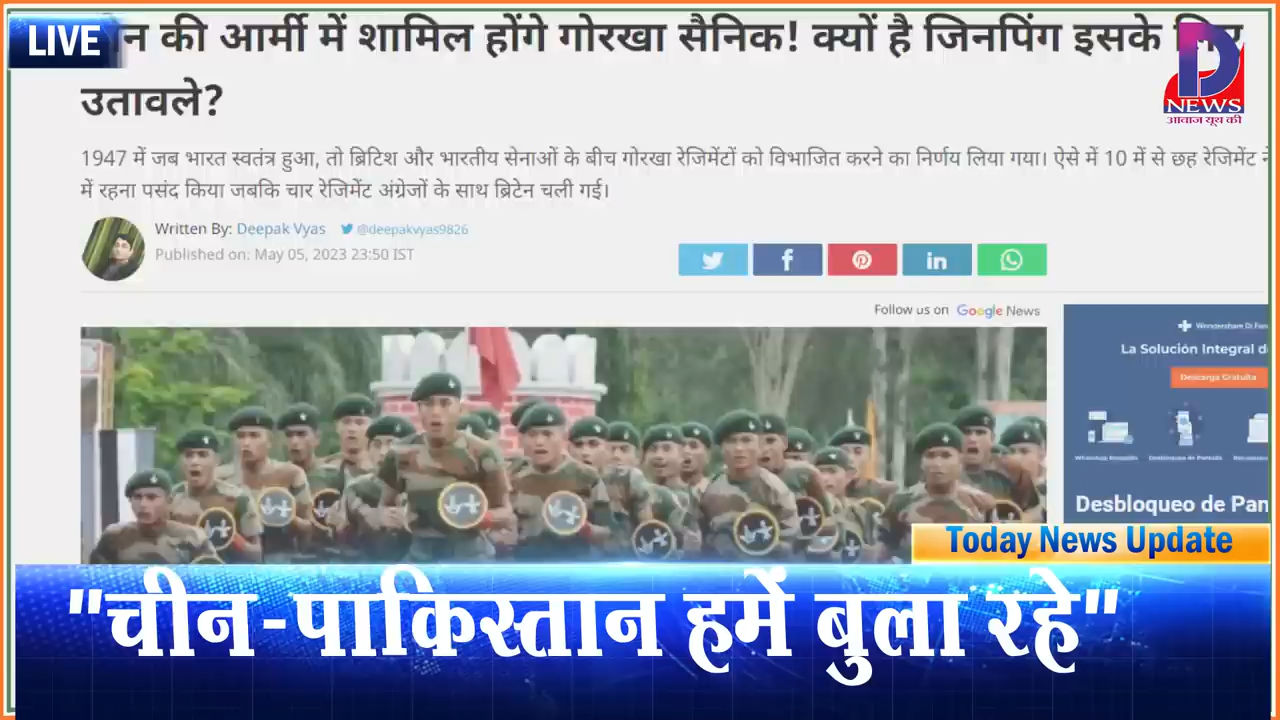 LIVE
की आर्मी में शामिल होंगे गोरखा सैनिक! क्यों है जिनपिंग इसके
उतावले?
D
NEWS
आवाज यूथ की
1947 में जब भारत स्वतंत्र हुआ, तो ब्रिटिश और भारतीय सेनाओं के बीच गोरखा रेजिमेंटों को विभाजित करने का निर्णय लिया गया। ऐसे में 10 में से छह रेजिमेंट
में रहना पसंद किया जबकि चार रेजिमेंट अंग्रेजों के साथ ब्रिटेन चली गई।
Written By: Deepak Vyas @deepakvyas9826
Published on: May 05, 2023 23:50 IST
Follow us on Google News
La Solución Integral
Descarga Gratuita
Desbloqueo de
Today News Update
"चीन-पाकिस्तान हमें बुला रहे"